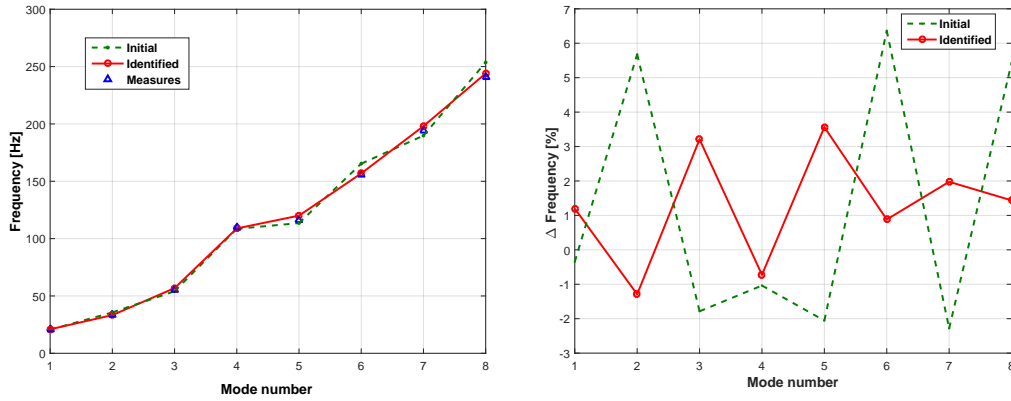 300
250
200
150
100
50
0
Frequency [Hz]
Initial
Identified
Measures
1 2 3 4 5 6 7 8
Mode number
7
6
5
4
3
2
1
0
-1
-2
-3
Δ Frequency [%]
Initial
Identified
1 2 3 4 5 6 7 8
Mode number